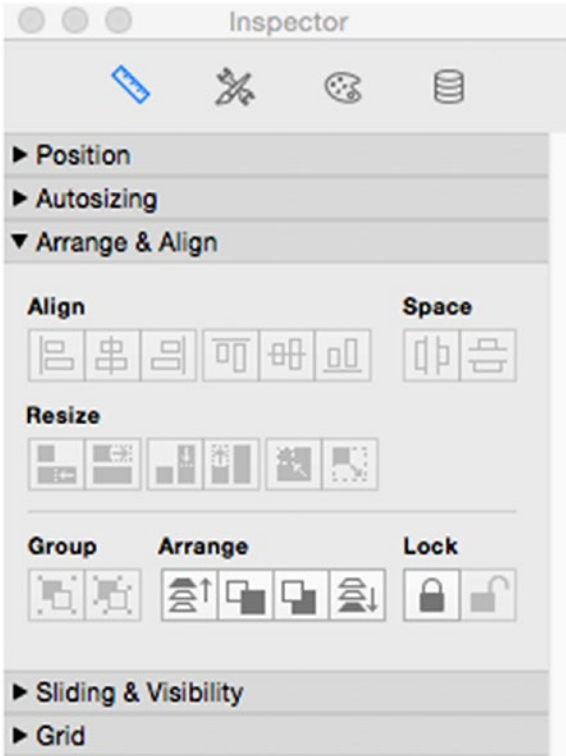 Inspector
Position
Autosizing
Arrange & Align
Align Space
Resize
Group Arrange Lock
Sliding & Visibility
Grid